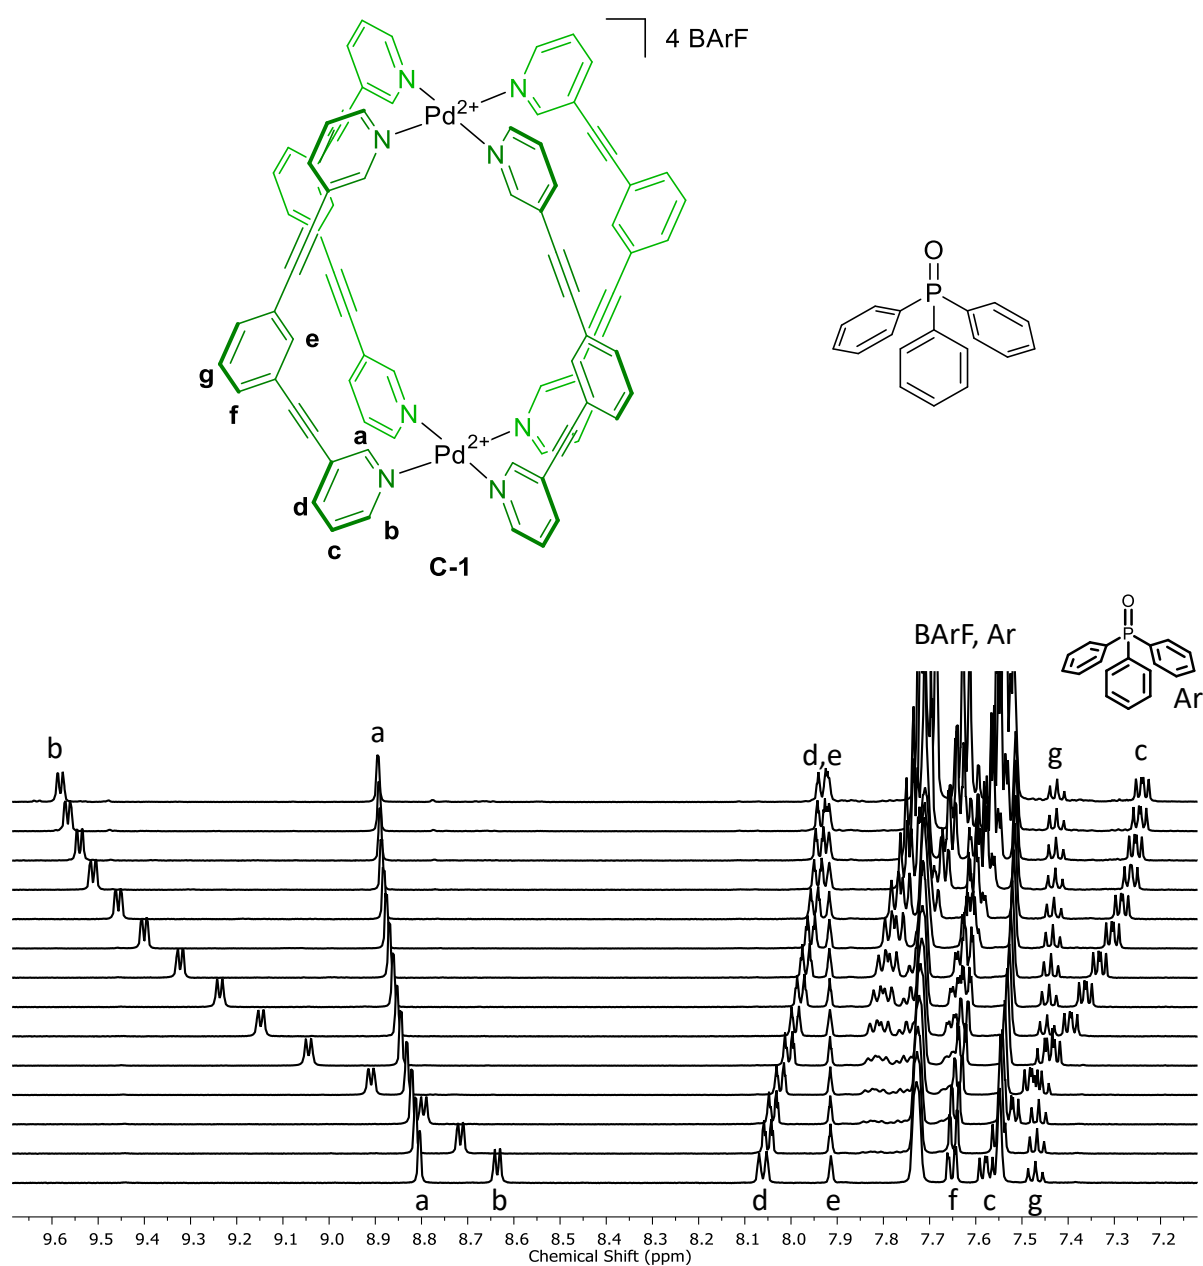 4 BArF
N
N
Pd2+
N
N
O
P
e
g
f
a
N
N
Pd2+
N
N
d
c
b
C-1
BArF, Ar
O
P
Ar
b
a
d,e
g
c
a
b
d
e
f
c
g
9.6 9.5 9.4 9.3 9.2 9.1 9.0 8.9 8.8 8.7 8.6 8.5 8.4 8.3 8.2 8.1 8.0 7.9 7.8 7.7 7.6 7.5 7.4 7.3 7.2
Chemical Shift (ppm)